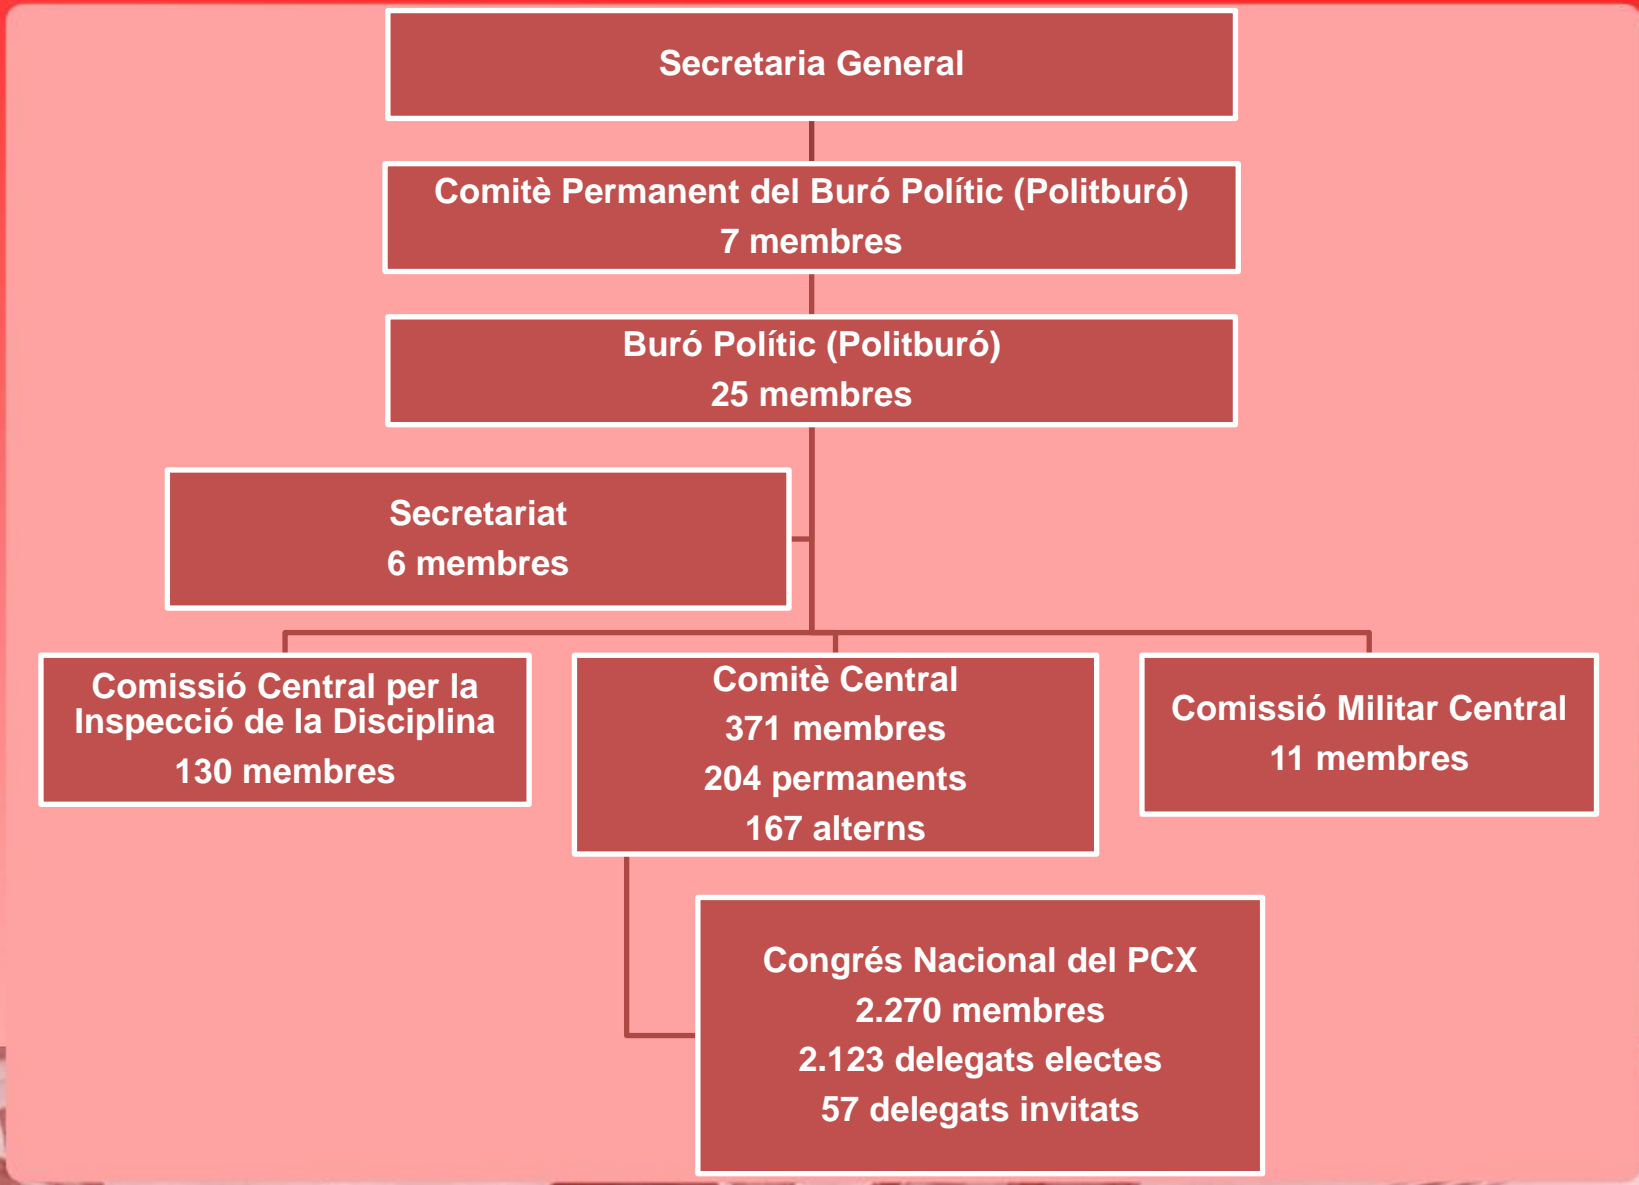 Secretaria General
Comitè Permanent del Buró Polític (Politburó)
7 membres
Buró Polític (Politburó)
25 membres
Secretariat
6 membres
Comissió Central per la
Inspecció de la Disciplina
130 membres
Comitè Central
371 membres
204 permanents
167 alterns
Comissió Militar Central
11 membres
Congrés Nacional del PCX
2.270 membres
2.123 delegats electes
57 delegats invitats